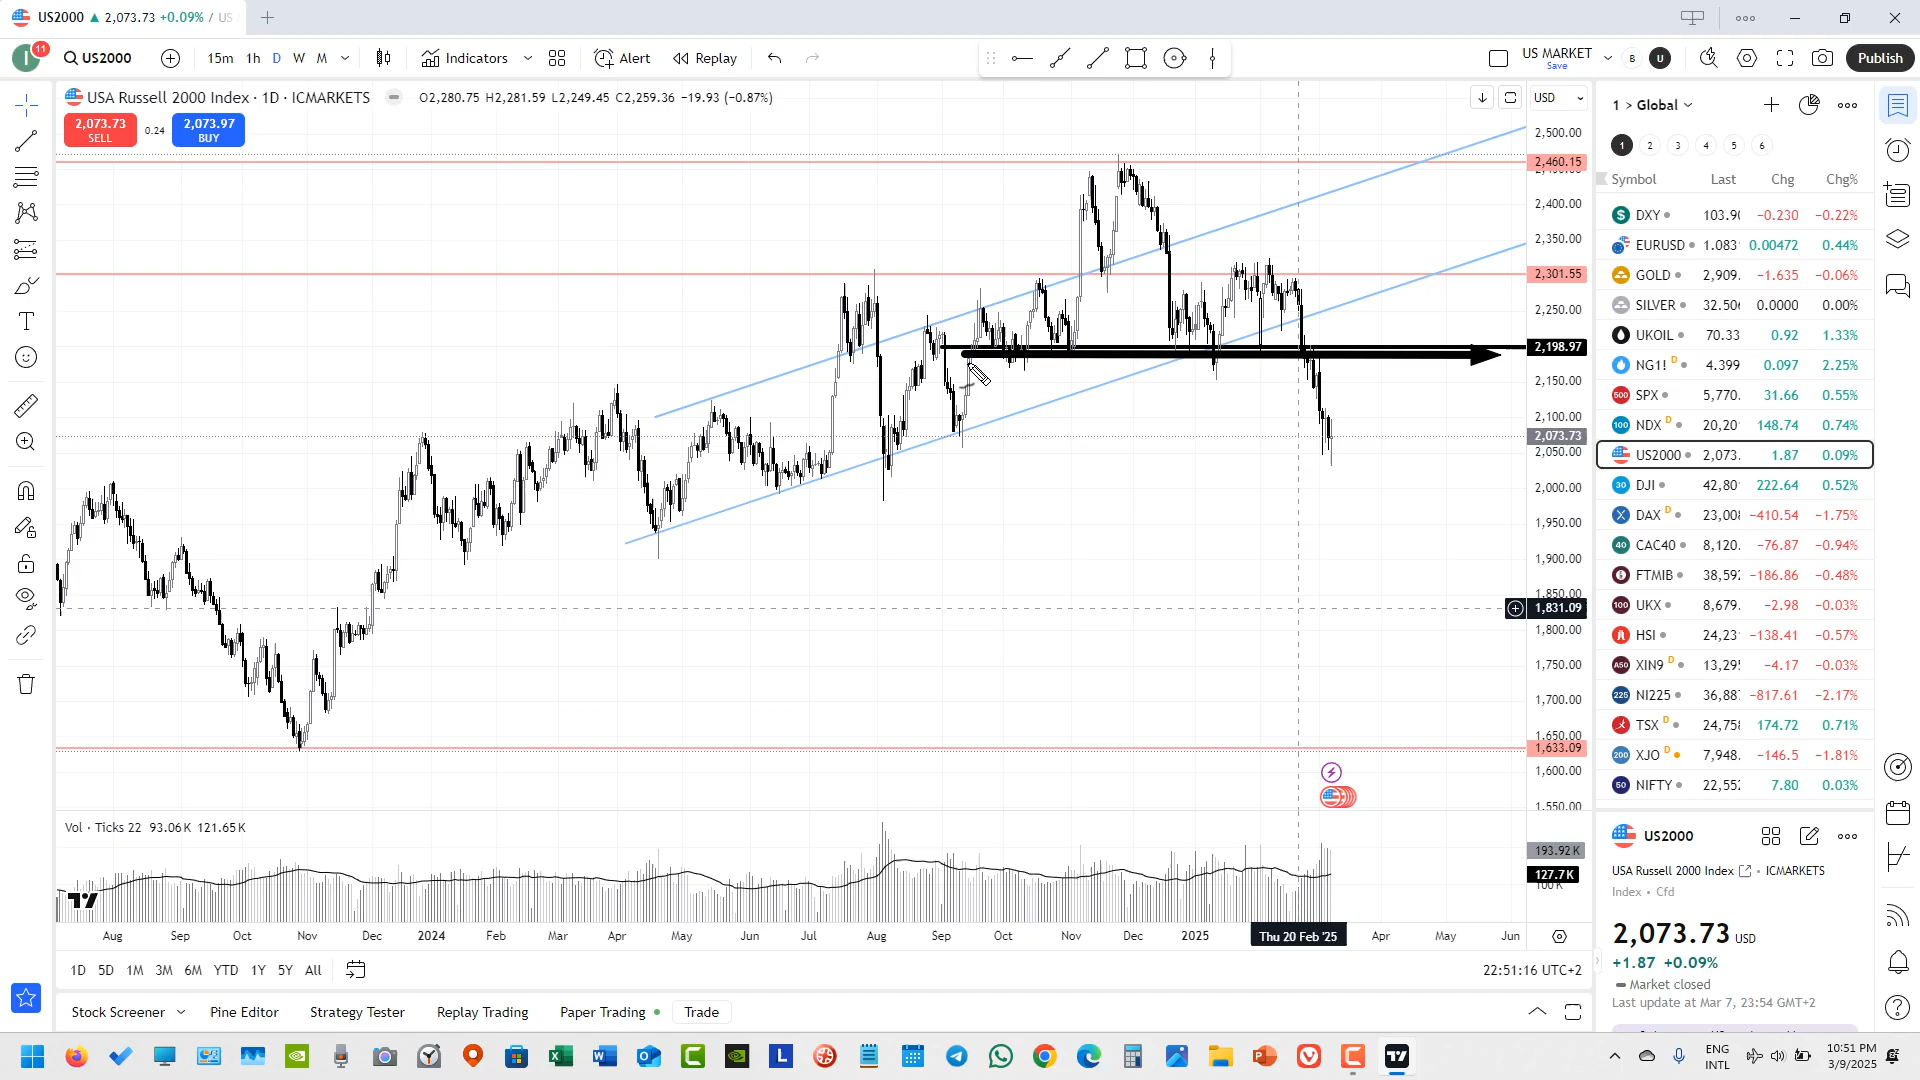 US2000 ▲ 2,073.73 +0.09% / US
11
US2000
15m 1h D W M
Indicators
Alert
Replay
US MARKET
Save
B
U
Publish
USA Russell 2000 Index · 1D · ICMARKETS
O2,280.75 H2,281.59 L2,249.45 C2,259.36 −19.93 (−0.87%)
2,073.73
SELL
0.24
2,073.97
BUY
USD
2,500.00
2,460.15
2,400.00
2,350.00
2,301.55
2,250.00
2,198.97
2,150.00
2,100.00
2,073.73
2,050.00
2,000.00
1,950.00
1,900.00
1,850.00
1,831.09
1,800.00
1,750.00
1,700.00
1,650.00
1,633.09
1,600.00
1,550.00
Vol · Ticks 22 93.06K 121.65K
193.92K
127.7K
100K
Aug Sep Oct Nov Dec 2024 Feb Mar Apr May Jun Jul Aug Sep Oct Nov Dec 2025 Thu 20 Feb '25 Apr May Jun
1D 5D 1M 3M 6M YTD 1Y 5Y All
22:51:16 UTC+2
Stock Screener
Pine Editor
Strategy Tester
Replay Trading
Paper Trading
Trade
1 > Global
1 2 3 4 5 6
Symbol Last Chg Chg%
DXY 103.90 −0.230 −0.22%
EURUSD 1.083 0.00472 0.44%
GOLD 2,909. −1.635 −0.06%
SILVER 32.506 0.0000 0.00%
UKOIL 70.33 0.92 1.33%
NG1! D 4.399 0.097 2.25%
SPX 5,770. 31.66 0.55%
NDX D 20,20 148.74 0.74%
US2000 2,073. 1.87 0.09%
DJI 42,80 222.64 0.52%
DAX D 23,008 −410.54 −1.75%
CAC40 8,120. −76.87 −0.94%
FTMIB 38,592 −186.86 −0.48%
UKX 8,679. −2.98 −0.03%
HSI 24,23 −138.41 −0.57%
XIN9 D 13,295 −4.17 −0.03%
NI225 36,887 −817.61 −2.17%
TSX D 24,758 174.72 0.71%
XJO D 7,948. −146.5 −1.81%
NIFTY 22,552 7.80 0.03%
US2000
USA Russell 2000 Index · ICMARKETS
Index · Cfd
2,073.73 USD
+1.87 +0.09%
Market closed
Last update at Mar 7, 23:54 GMT+2
ENG
INTL
10:51 PM
3/9/2025